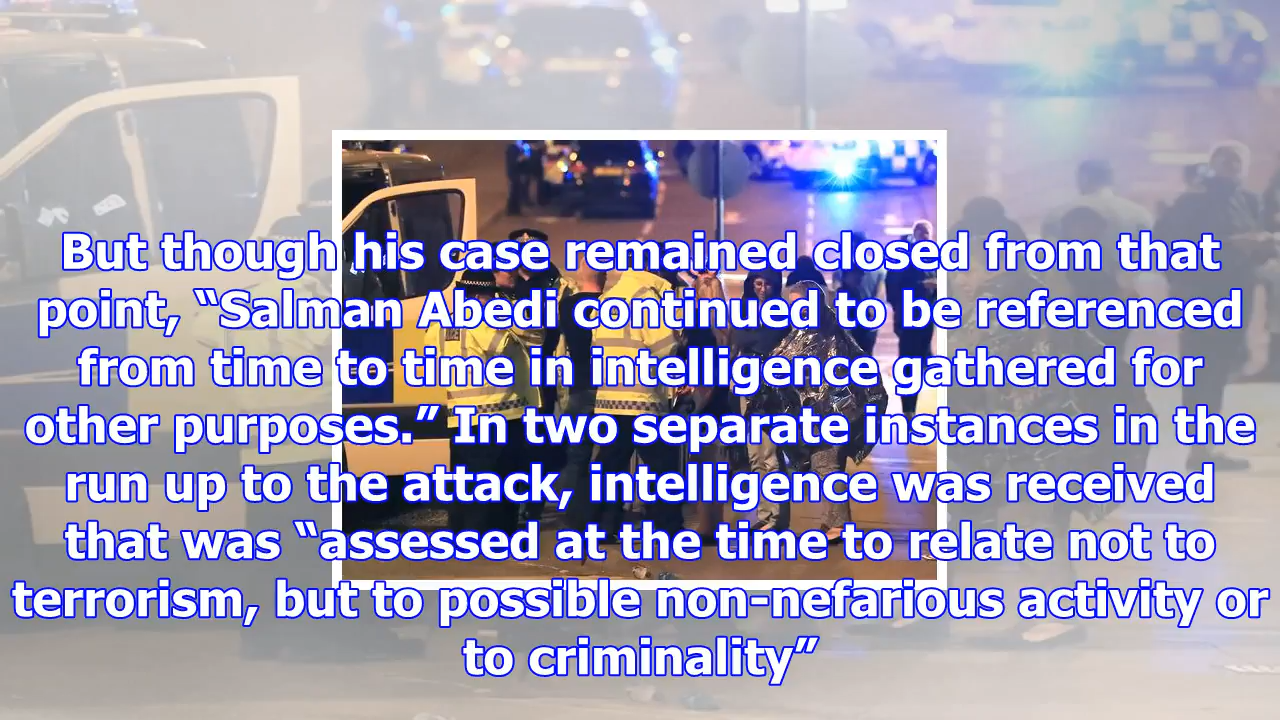 But though his case remained closed from that
point, “Salman Abedi continued to be referenced
from time to time in intelligence gathered for
other purposes.” In two separate instances in the
run up to the attack, intelligence was received
that was “assessed at the time to relate not to
terrorism, but to possible non-nefarious activity or
to criminality”